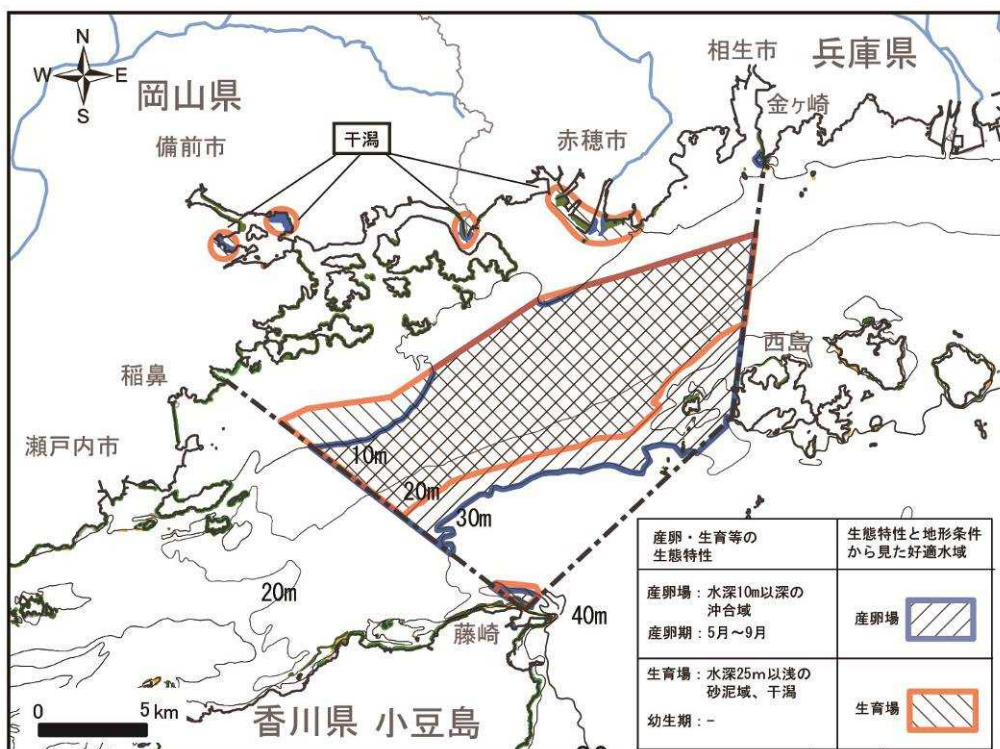 N
W E
S
岡山県
備前市
干潟
赤穂市
相生市
兵庫県
金ヶ崎
西島
稲鼻
瀬戸内市
10m
20m
30m
20m
40m
藤崎
0 5km
香川県 小豆島
産卵・生育等の
生態特性
生態特性と地形条件
から見た好適水域
産卵場：水深10m以深の
沖合域
産卵期：5月～9月
産卵場
生育場：水深25m以浅の
砂泥域、干潟
幼生期：-
生育場